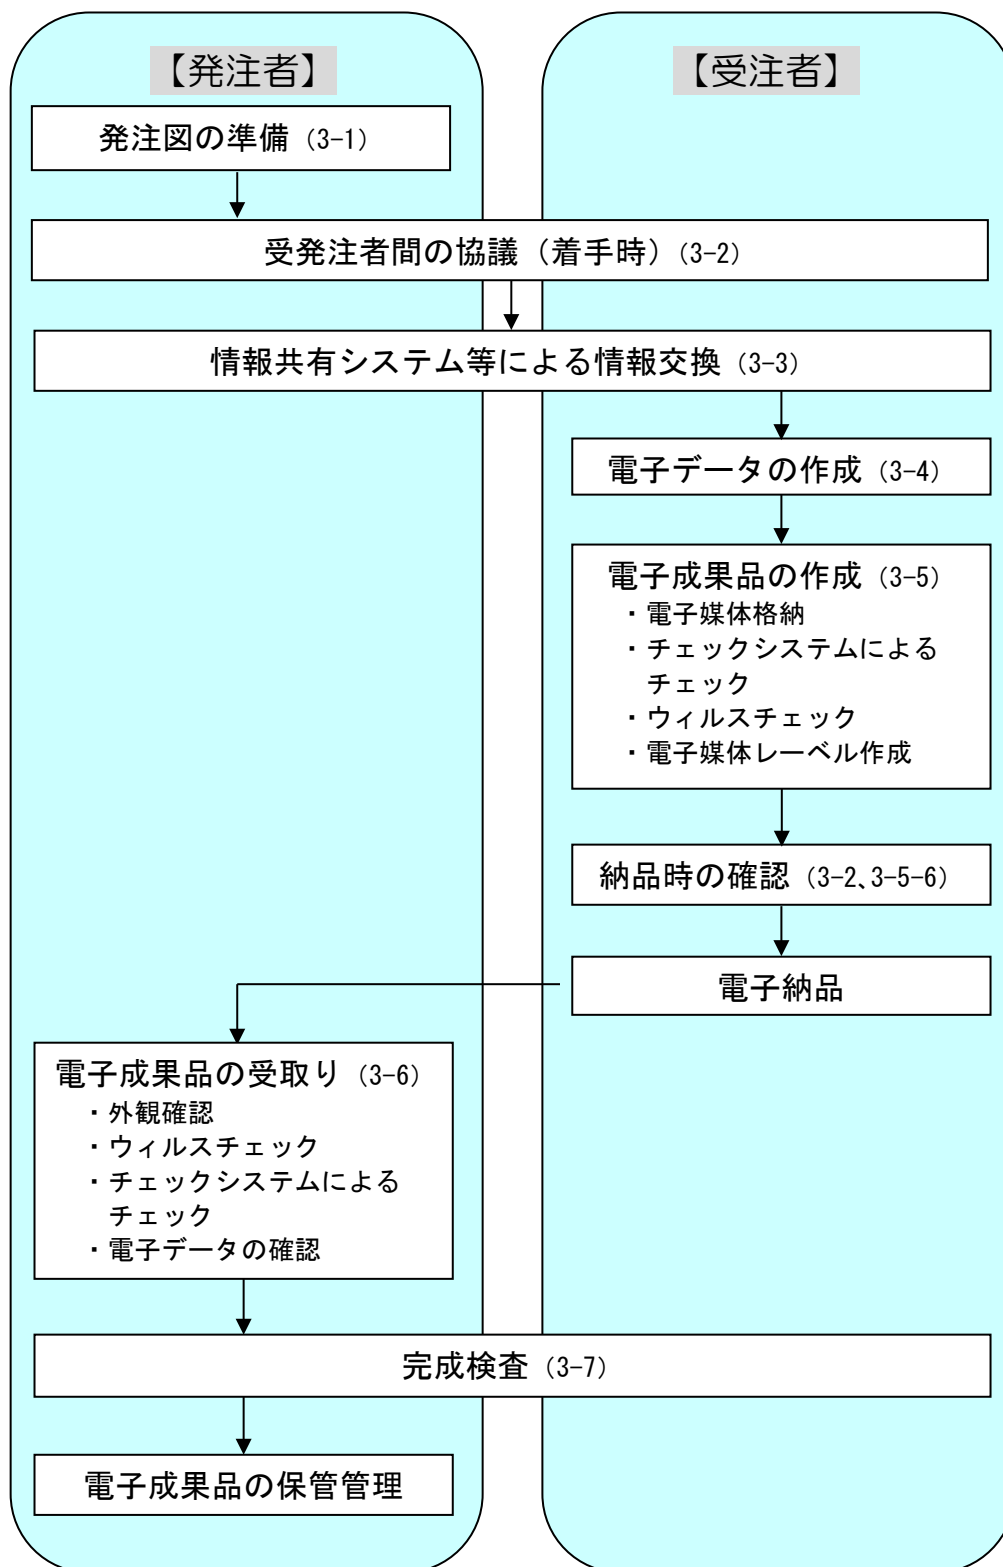 【発注者】
【受注者】
発注図の準備（3-1）
受発注者間の協議（着手時）（3-2）
情報共有システム等による情報交換（3-3）
電子データの作成（3-4）
電子成果品の作成（3-5）
・電子媒体格納
・チェックシステムによる
チェック
・ウィルスチェック
・電子媒体レーベル作成
納品時の確認（3-2、3-5-6）
電子納品
電子成果品の受取り（3-6）
・外観確認
・ウィルスチェック
・チェックシステムによる
チェック
・電子データの確認
完成検査（3-7）
電子成果品の保管管理